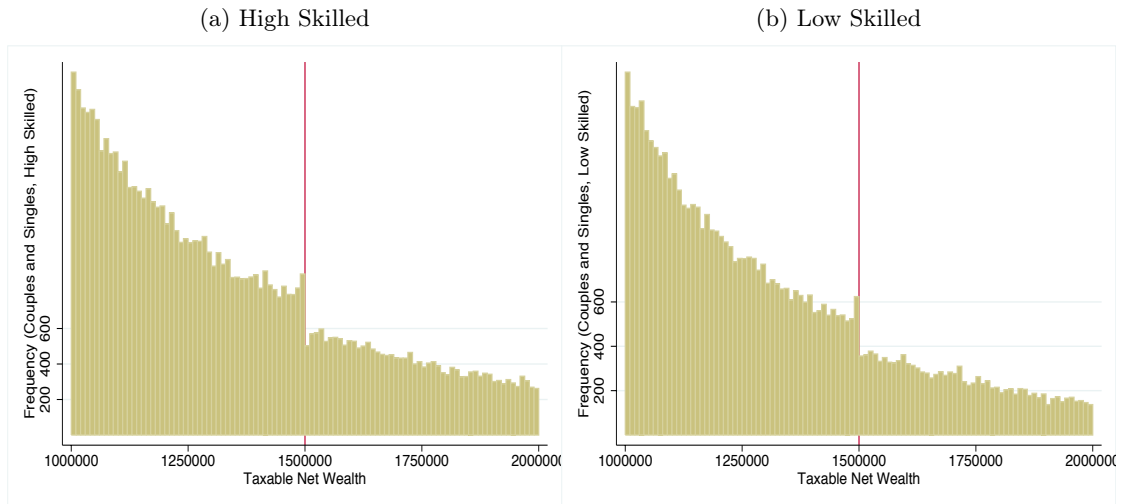 (a) High Skilled
Frequency (Couples and Singles, High Skilled)
600
400
200
1000000 1250000 1500000 1750000 2000000
Taxable Net Wealth
(b) Low Skilled
Frequency (Couples and Singles, Low Skilled)
600
400
200
1000000 1250000 1500000 1750000 2000000
Taxable Net Wealth